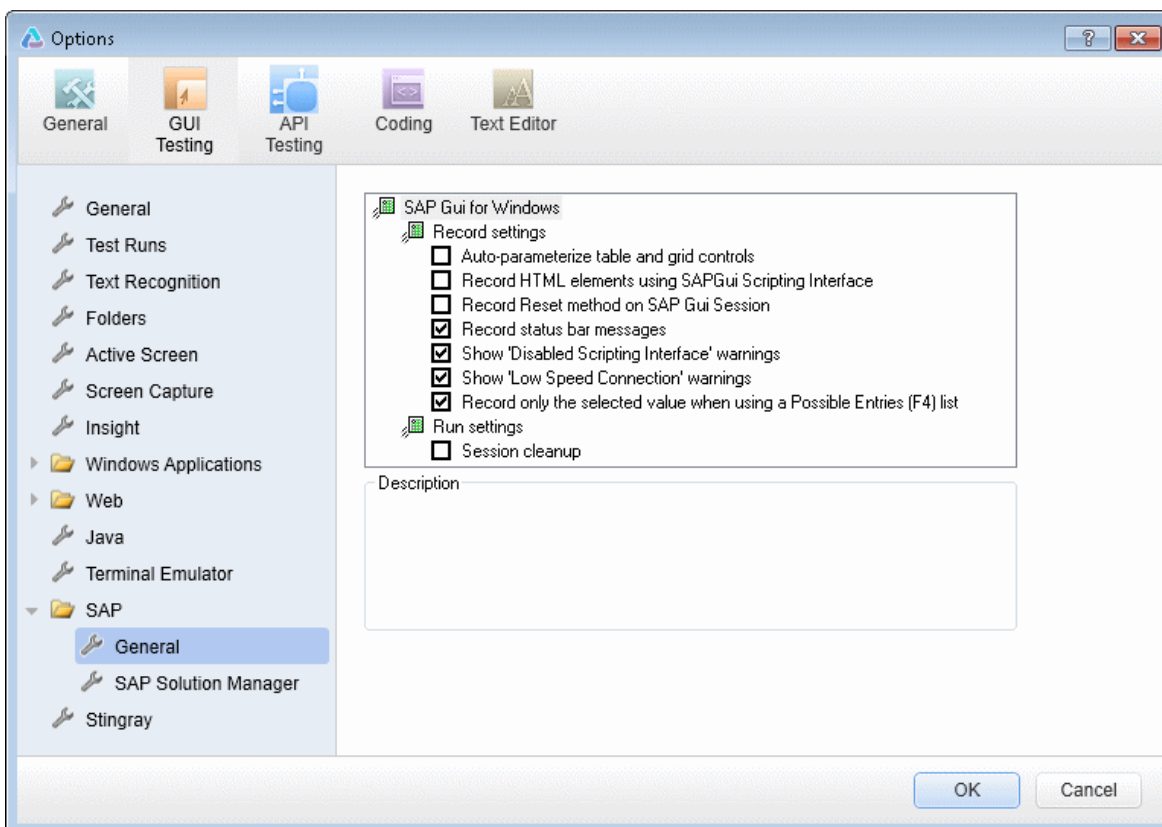 Options
?
General
GUI
Testing
API
Testing
Coding
Text Editor
General
Test Runs
Text Recognition
Folders
Active Screen
Screen Capture
Insight
Windows Applications
Web
Java
Terminal Emulator
SAP
General
SAP Solution Manager
Stingray
SAP Gui for Windows
Record settings
Auto-parameterize table and grid controls
Record HTML elements using SAPGui Scripting Interface
Record Reset method on SAP Gui Session
Record status bar messages
Show 'Disabled Scripting Interface' warnings
Show 'Low Speed Connection' warnings
Record only the selected value when using a Possible Entries (F4) list
Run settings
Session cleanup
Description
OK
Cancel